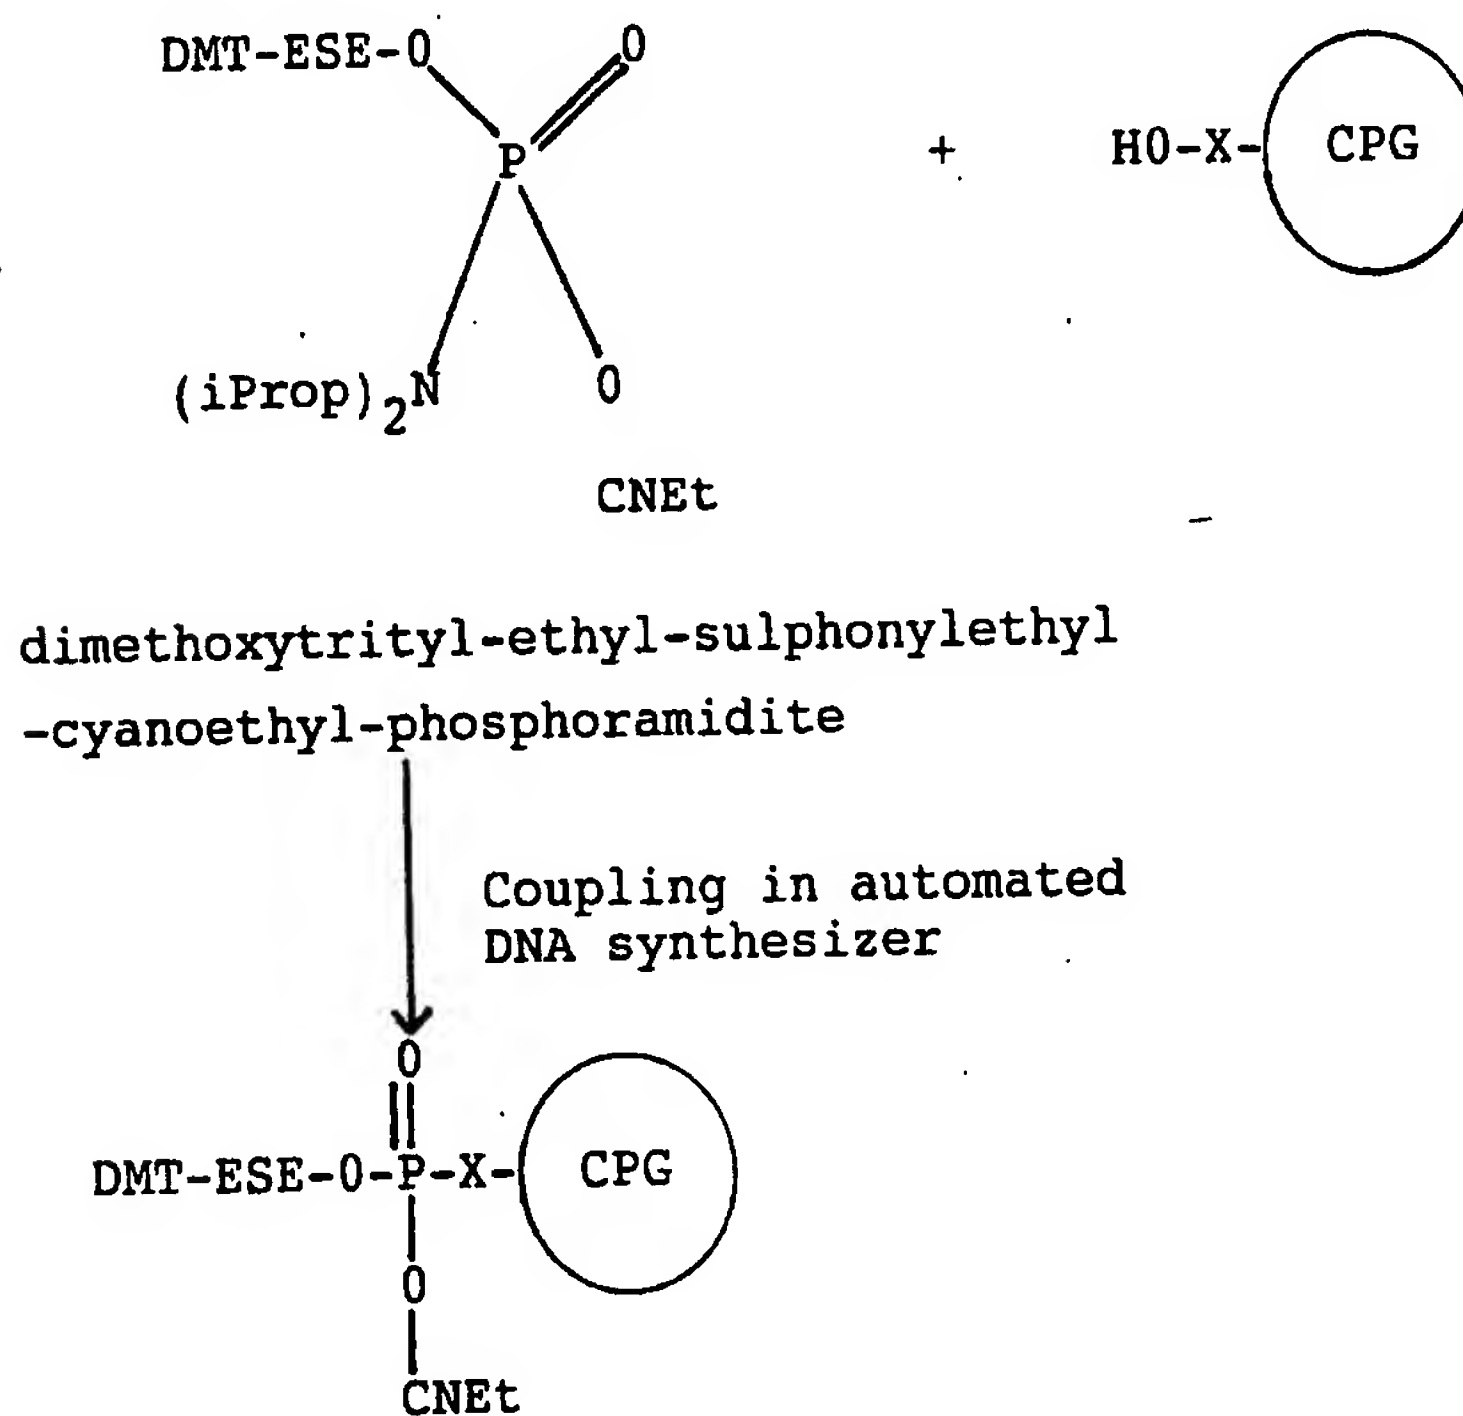 DMT-ESE-O
O
P
+
HO-X-
CPG
(iProp)2N
O
CNEt
dimethoxytrityl-ethyl-sulphonylethyl
-cyanoethyl-phosphoramidite
Coupling in automated
DNA synthesizer
O
DMT-ESE-O-P-X-
CPG
O
CNEt